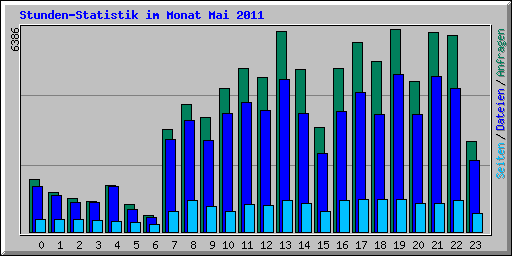 Stunden-Statistik im Monat Mai 2011
6386
Seiten / Dateien / Anfragen
0 1 2 3 4 5 6 7 8 9 10 11 12 13 14 15 16 17 18 19 20 21 22 23